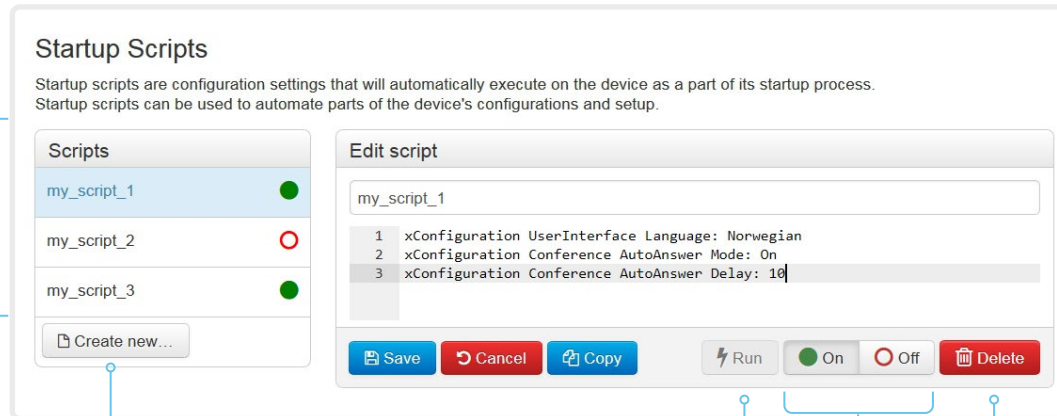 Startup Scripts
Startup scripts are configuration settings that will automatically execute on the device as a part of its startup process.
Startup scripts can be used to automate parts of the device's configurations and setup.
Scripts
my_script_1
my_script_2
my_script_3
Create new...
Edit script
my_script_1
1 xConfiguration UserInterface Language: Norwegian
2 xConfiguration Conference AutoAnswer Mode: On
3 xConfiguration Conference AutoAnswer Delay: 10
Save Cancel Copy Run On Off Delete